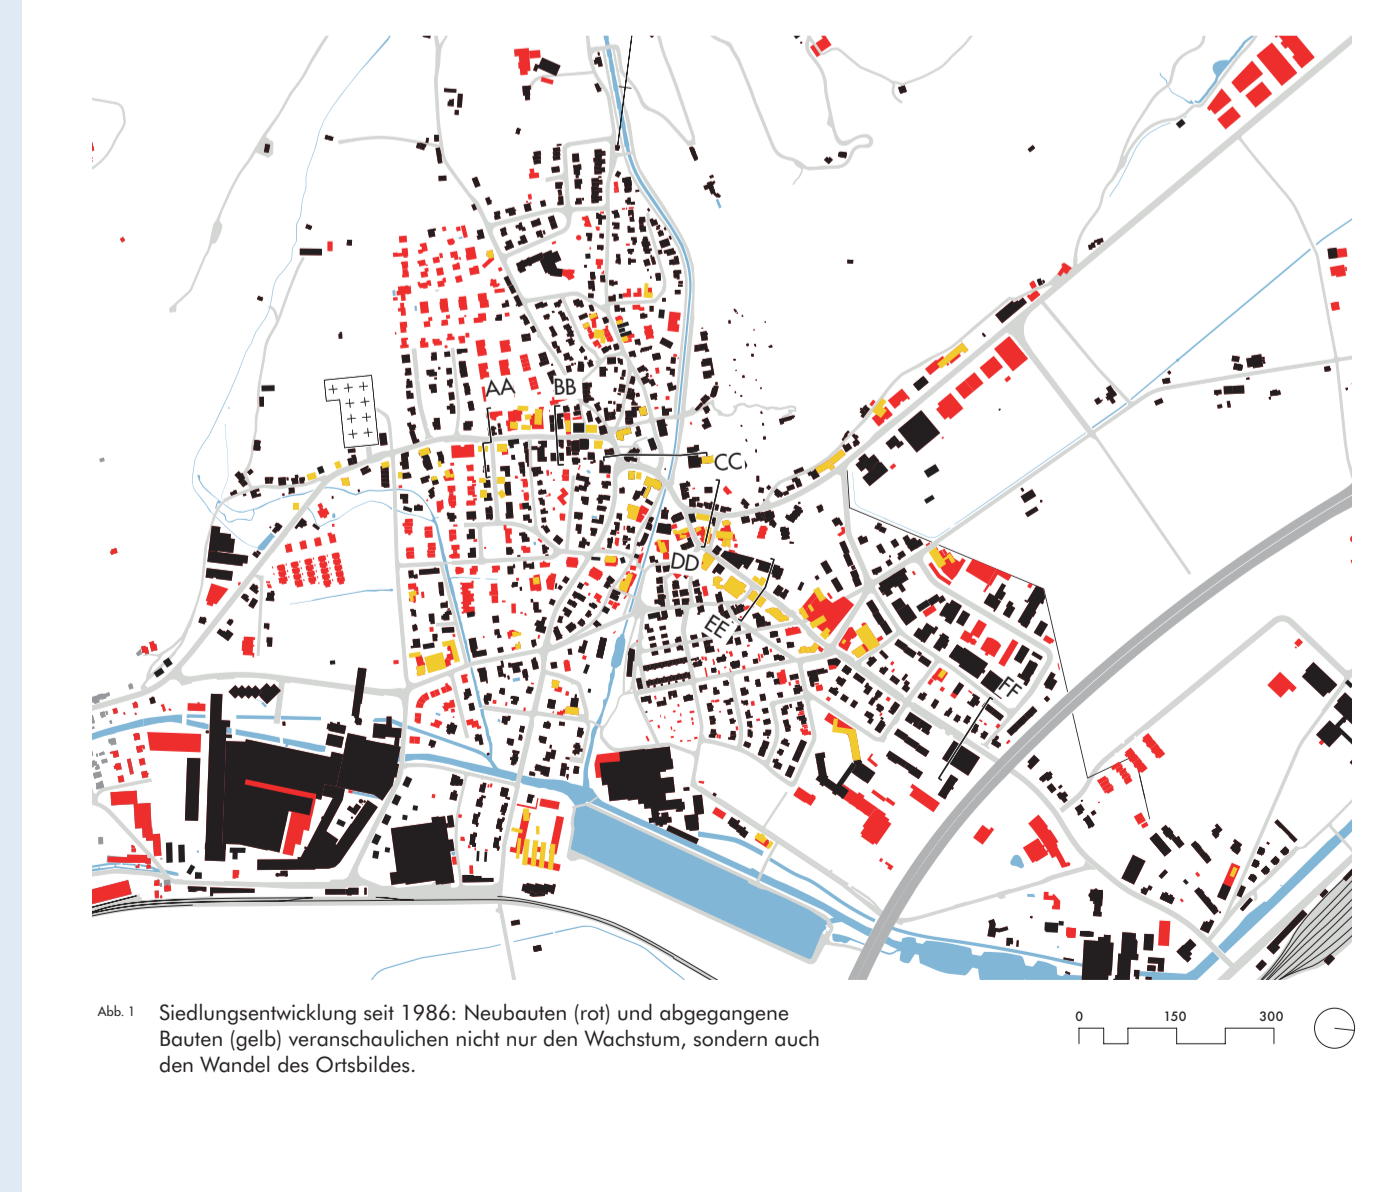 AA
BB
CC
DD
EE
FF
Abb. 1
Siedlungsentwicklung seit 1986: Neubauten (rot) und abgegangene
Bauten (gelb) veranschaulichen nicht nur den Wachstum, sondern auch
den Wandel des Ortsbildes.
0 150 300